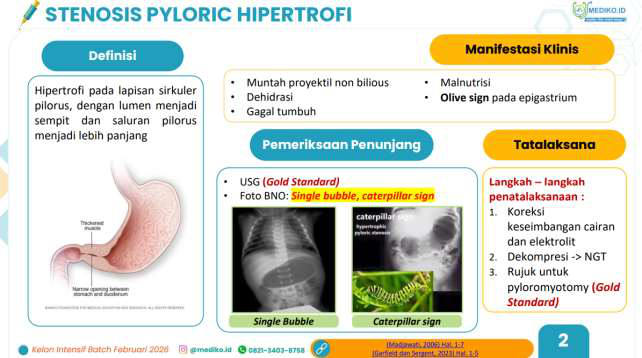 STENOSIS PYLORIC HIPERTROFI
MEDIKO.ID
Definisi
Hipertrofi pada lapisan sirkuler
pilorus, dengan lumen menjadi
sempit dan saluran pilorus
menjadi lebih panjang
Thickened
muscle
Narrow opening between
stomach and duodenum
Manifestasi Klinis
• Muntah proyektil non bilious
• Dehidrasi
• Gagal tumbuh
• Malnutrisi
• Olive sign pada epigastrium
Pemeriksaan Penunjang
• USG (Gold Standard)
• Foto BNO: Single bubble, caterpillar sign
caterpillar sign
hypertrophic
pyloric stenosis
Single Bubble
Caterpillar sign
Tatalaksana
Langkah – langkah
penatalaksanaan :
1. Koreksi
keseimbangan cairan
dan elektrolit
2. Dekompresi -> NGT
3. Rujuk untuk
pyloromyotomy (Gold
Standard)
Kelon Intensif Batch Februari 2026
@mediko.id
0821-3403-8758
(Madjawati, 2006) Hal. 1-7
(Garfield dan Sergent, 2023) Hal. 1-5
2